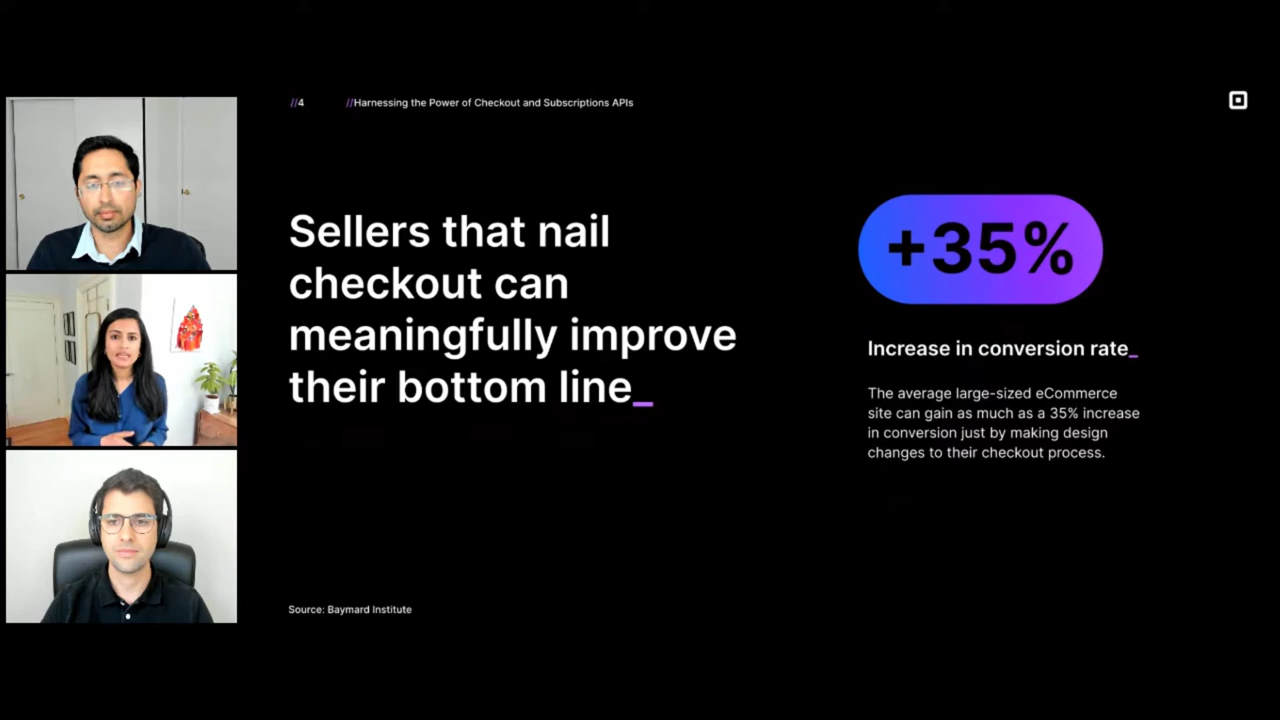 //4 //Harnessing the Power of Checkout and Subscriptions APIs
Sellers that nail
checkout can
meaningfully improve
their bottom line_
+35%
Increase in conversion rate_
The average large-sized eCommerce
site can gain as much as a 35% increase
in conversion just by making design
changes to their checkout process.
Source: Baymard Institute